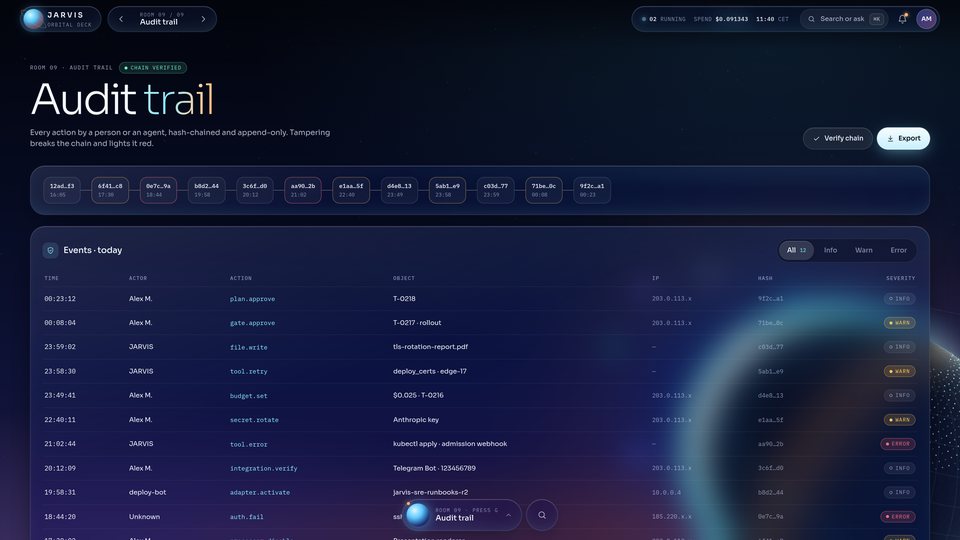 JARVIS
ORBITAL DECK
ROOM 09 / 09
Audit trail
02 RUNNING SPEND $0.091343 11:40 CET
Search or ask ⌘K
AM
ROOM 09 · AUDIT TRAIL CHAIN VERIFIED
Audit trail
Every action by a person or an agent, hash-chained and append-only. Tampering
breaks the chain and lights it red.
Verify chain Export
12ad…f3 6f41…c8 0e7c…9a b8d2…44 3c6f…d0 aa90…2b e1aa…5f d4e8…13 5ab1…e9 c03d…77 71be…0c 9f2c…a1
16:05 17:30 18:44 19:58 20:12 21:02 22:40 23:49 23:58 23:59 00:08 00:23
Events · today
All 12 Info Warn Error
TIME ACTOR ACTION OBJECT IP HASH SEVERITY
00:23:12 Alex M. plan.approve T-0218 203.0.113.x 9f2c…a1 INFO
00:08:04 Alex M. gate.approve T-0217 · rollout 203.0.113.x 71be…0c WARN
23:59:02 JARVIS file.write tls-rotation-report.pdf — c03d…77 INFO
23:58:30 JARVIS tool.retry deploy_certs · edge-17 — 5ab1…e9 WARN
23:49:41 Alex M. budget.set $0.025 · T-0216 203.0.113.x d4e8…13 INFO
22:40:11 Alex M. secret.rotate Anthropic key 203.0.113.x e1aa…5f WARN
21:02:44 JARVIS tool.error kubectl apply · admission webhook — aa90…2b ERROR
20:12:09 Alex M. integration.verify Telegram Bot · 123456789 203.0.113.x 3c6f…d0 INFO
19:58:31 deploy-bot adapter.activate jarvis-sre-runbooks-r2 10.0.0.4 b8d2…44 INFO
18:44:20 Unknown auth.fail 185.220.x.x 0e7c…9a ERROR
ROOM 09 · PRESS G
Audit trail